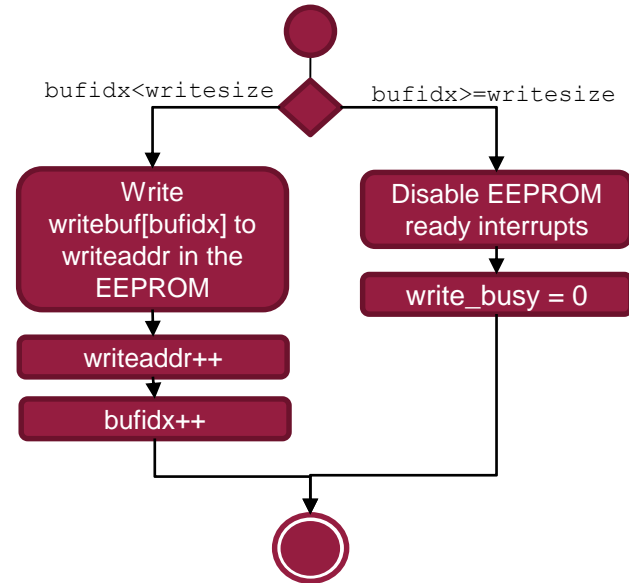 bufidx<writesize
bufidx>=writesize
Write
writebuf[bufidx] to
writeaddr in the
EEPROM
writeaddr++
bufidx++
Disable EEPROM
ready interrupts
write_busy = 0